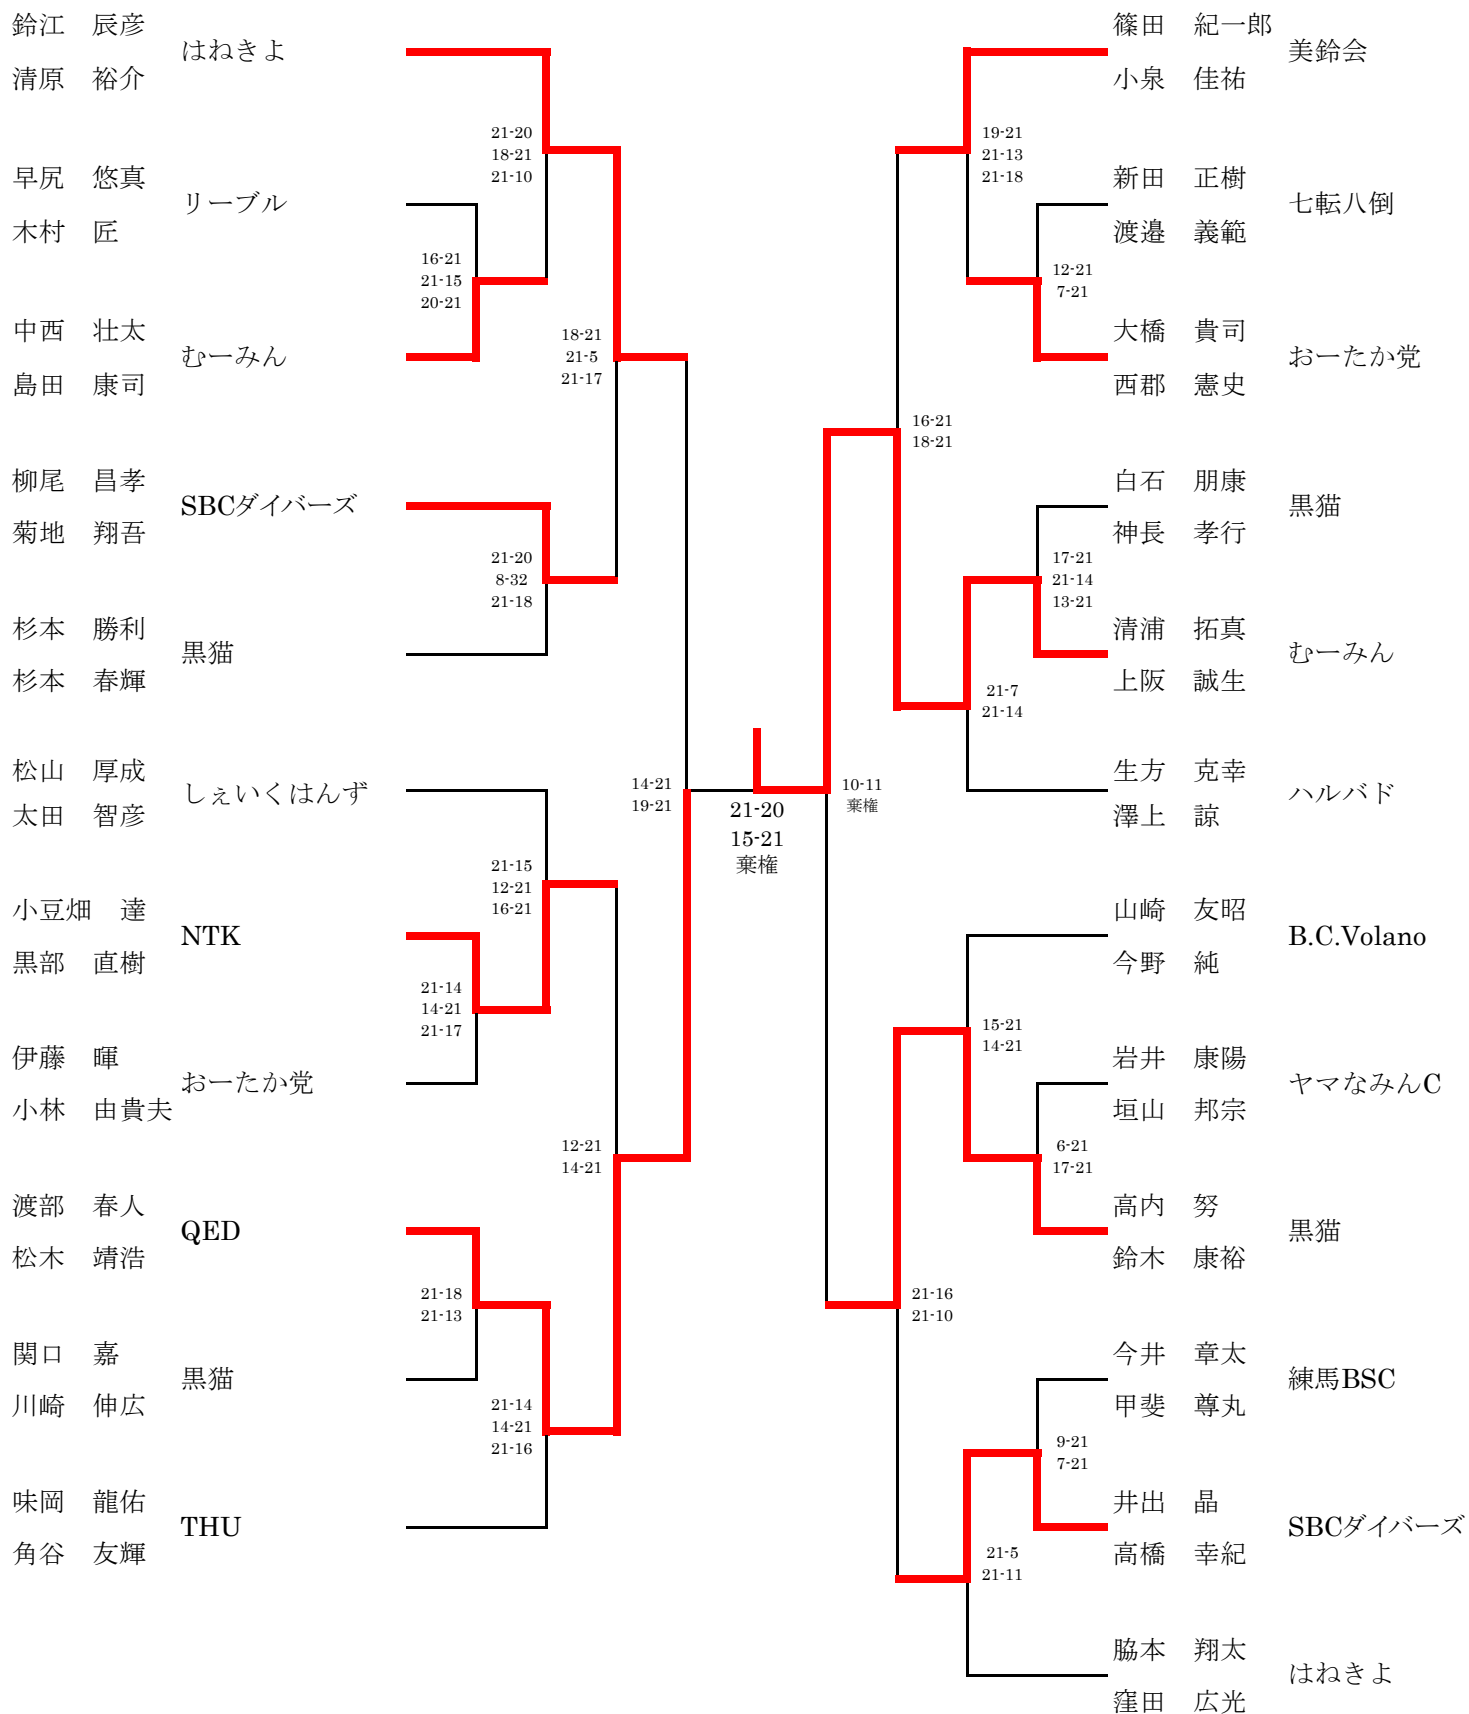 鈴江　辰彦
清原　裕介
はねきよ
早尻　悠真
木村　匠
リーブル
中西　壮太
島田　康司
むーみん
柳尾　昌孝
菊地　翔吾
SBCダイバーズ
杉本　勝利
杉本　春輝
黒猫
松山　厚成
太田　智彦
しぇいくはんず
小豆畑　達
黒部　直樹
NTK
伊藤　暉
小林　由貴夫
おーたか党
渡部　春人
松木　靖浩
QED
関口　嘉
川崎　伸広
黒猫
味岡　龍佑
角谷　友輝
THU
16-21
21-15
20-21
21-14
14-21
21-17
21-18
21-13
21-20
18-21
21-10
21-20
8-32
21-18
21-15
12-21
16-21
21-14
14-21
21-16
18-21
21-5
21-17
12-21
14-21
14-21
19-21
21-20
15-21
棄権
10-11
棄権
16-21
18-21
21-16
21-10
19-21
21-13
21-18
21-7
21-14
15-21
14-21
21-5
21-11
12-21
7-21
17-21
21-14
13-21
6-21
17-21
9-21
7-21
篠田　紀一郎
小泉　佳祐
美鈴会
新田　正樹
渡邉　義範
七転八倒
大橋　貴司
西郡　憲史
おーたか党
白石　朋康
神長　孝行
黒猫
清浦　拓真
上阪　誠生
むーみん
生方　克幸
澤上　諒
ハルバド
山崎　友昭
今野　純
B.C.Volano
岩井　康陽
垣山　邦宗
ヤマなみんC
高内　努
鈴木　康裕
黒猫
今井　章太
甲斐　尊丸
練馬BSC
井出　晶
高橋　幸紀
SBCダイバーズ
脇本　翔太
窪田　広光
はねきよ